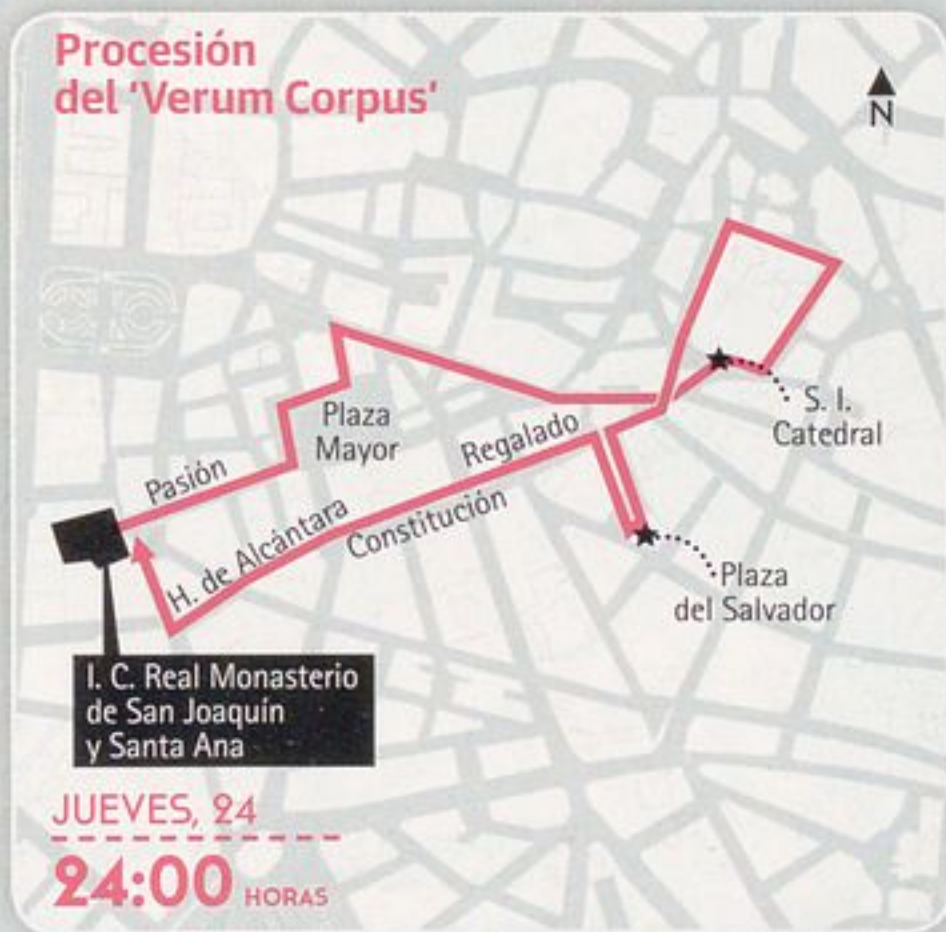 Procesión
del 'Verum Corpus'
N
S. I.
Catedral
Plaza
Mayor
Regalado
Pasión
Constitución
H. de Alcántara
Plaza
del Salvador
I. C. Real Monasterio
de San Joaquín
y Santa Ana
JUEVES, 24
24:00 HORAS